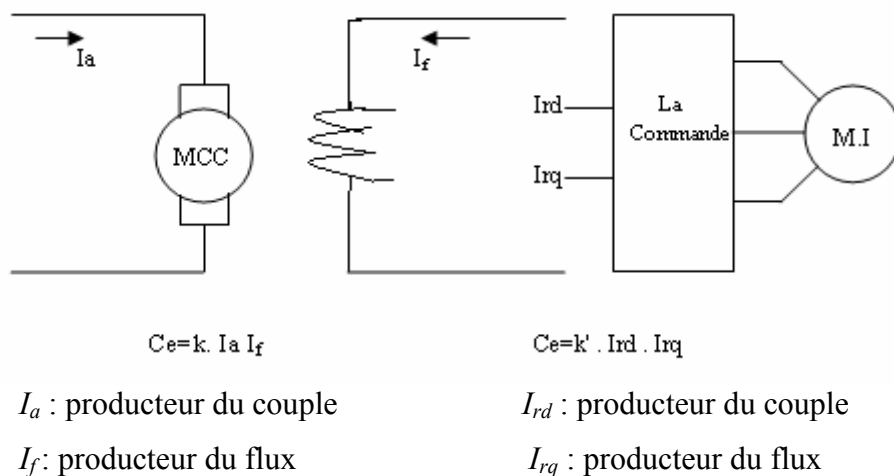 Ia
If
MCC
Ird
Irq
La
Commande
M.I
Ce=k. Ia If
Ce=k' . Ird . Irq
Ia : producteur du couple
Ird : producteur du couple
If : producteur du flux
Irq : producteur du flux